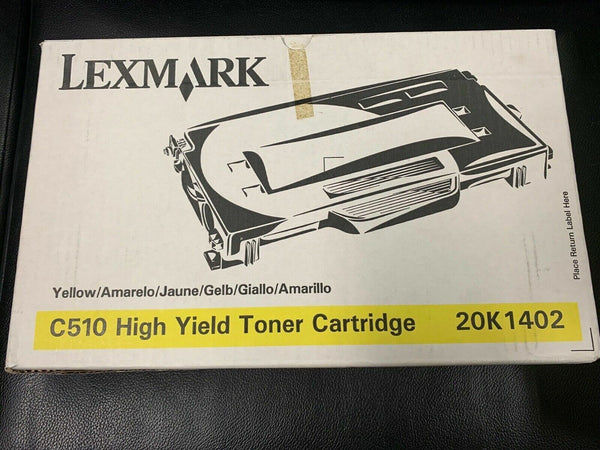 LEXMARK
Place Return Label Here
Yellow/Amarelo/Jaune/Gelb/Giallo/Amarillo
C510 High Yield Toner Cartridge 20K1402